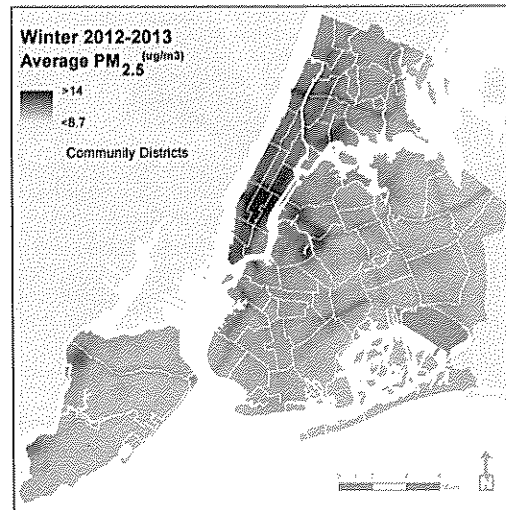 Winter 2012-2013
Average PM2.5 (ug/m3)
>14
<8.7
Community Districts
N